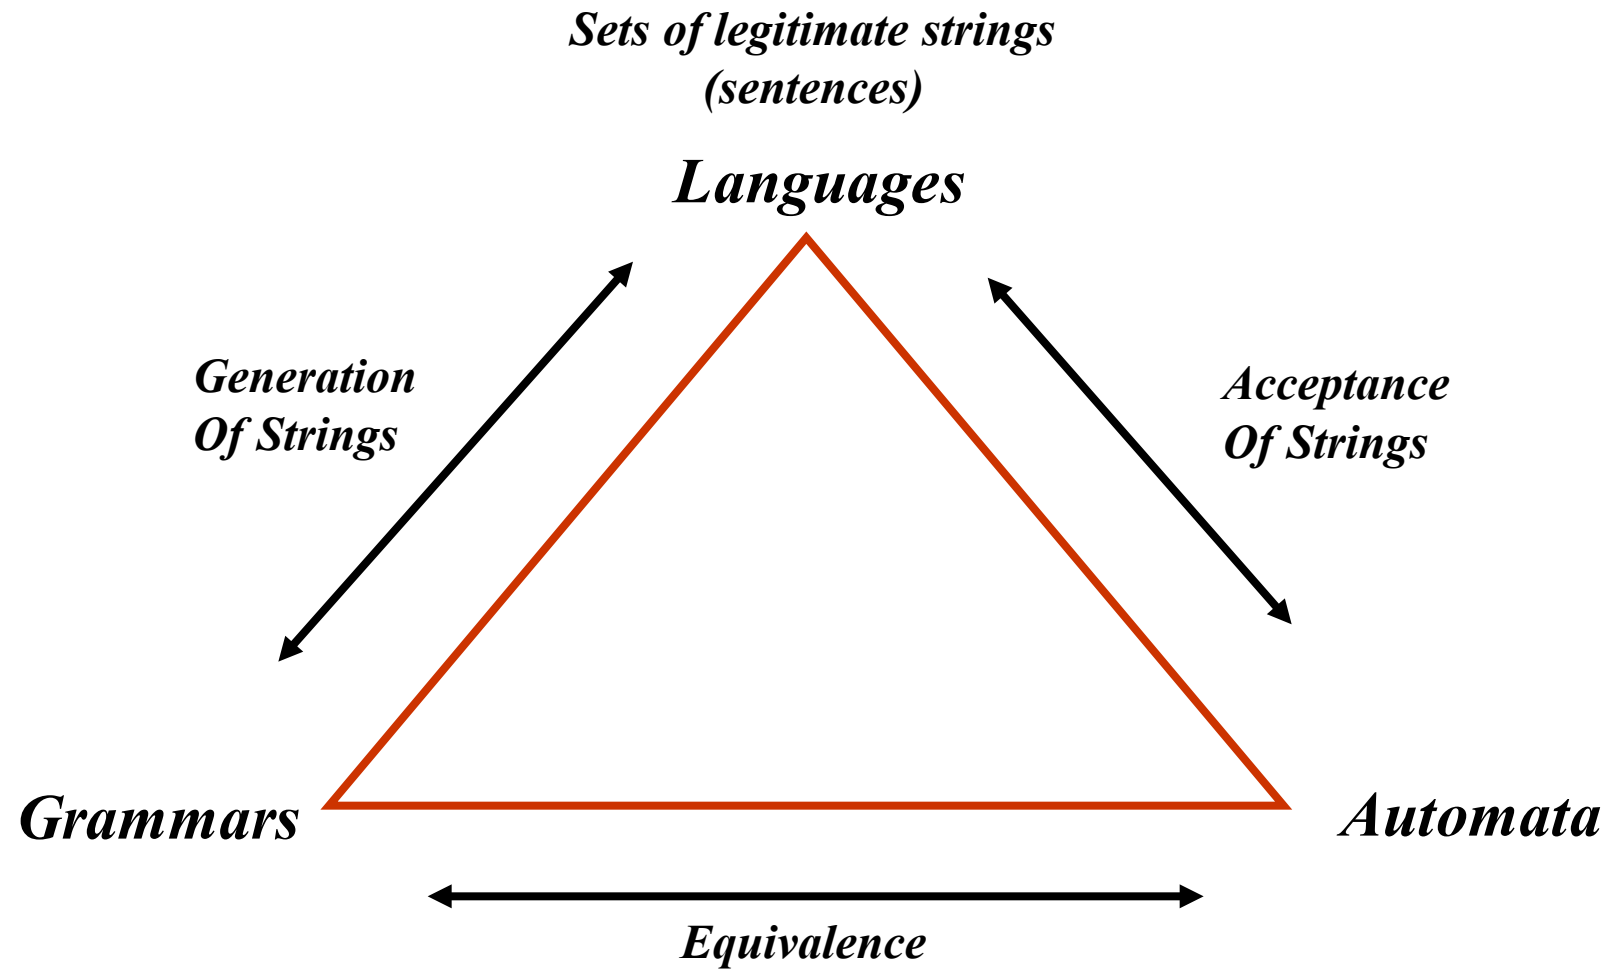 Sets of legitimate strings
(sentences)
Languages
Generation
Of Strings
Acceptance
Of Strings
Grammars
Automata
Equivalence